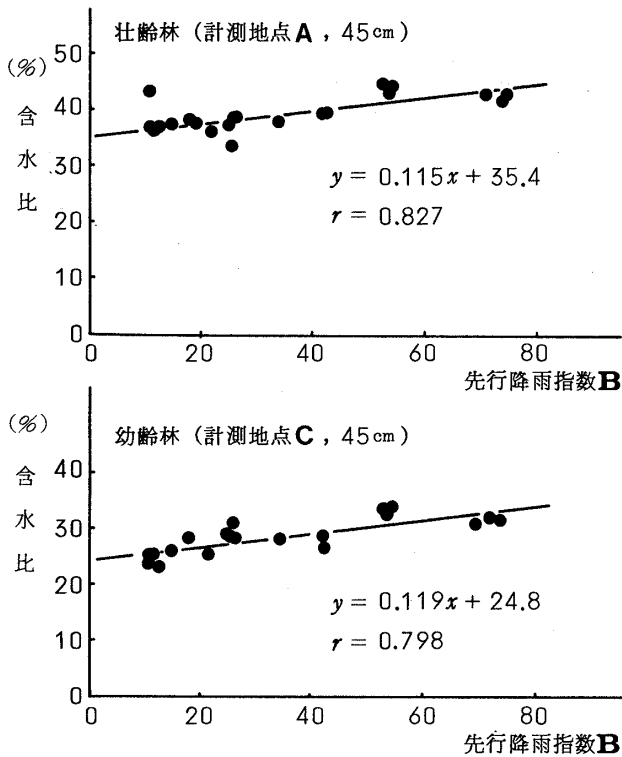 壮齢林（計測地点A，45cm）
(%)
含水比
50
40
30
20
10
0
y = 0.115x + 35.4
r = 0.827
0 20 40 60 80
先行降雨指数B
幼齢林（計測地点C，45cm）
(%)
含水比
40
30
20
10
0
y = 0.119x + 24.8
r = 0.798
0 20 40 60 80
先行降雨指数B